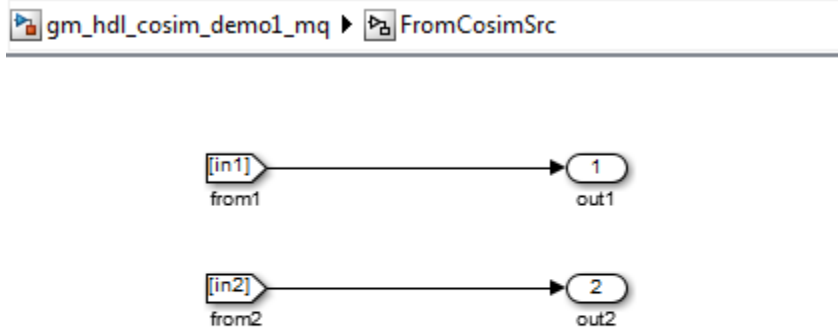 gm_hdl_cosim_demo1_mq FromCosimSrc
[in1] 1
from1 out1
[in2] 2
from2 out2